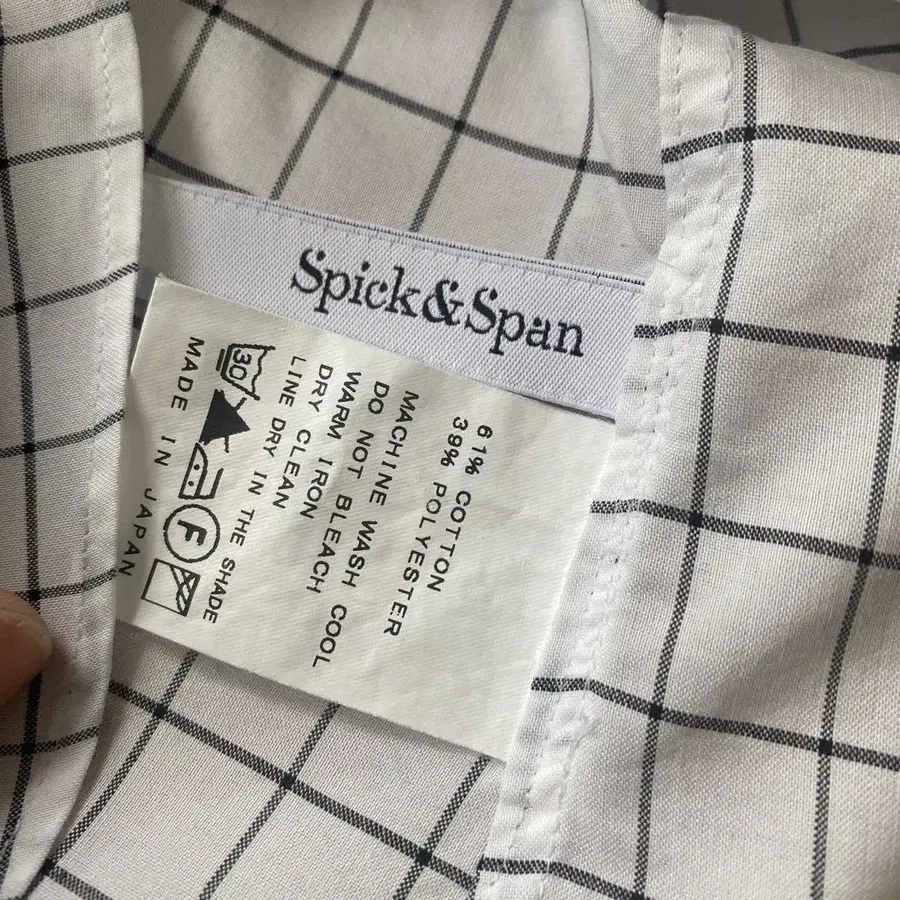 Spick&Span
61% COTTON
39% POLYESTER
MACHINE WASH COOL
DO NOT BLEACH
WARM IRON
DRY CLEAN
LINE DRY IN THE SHADE
30
F
MADE IN JAPAN